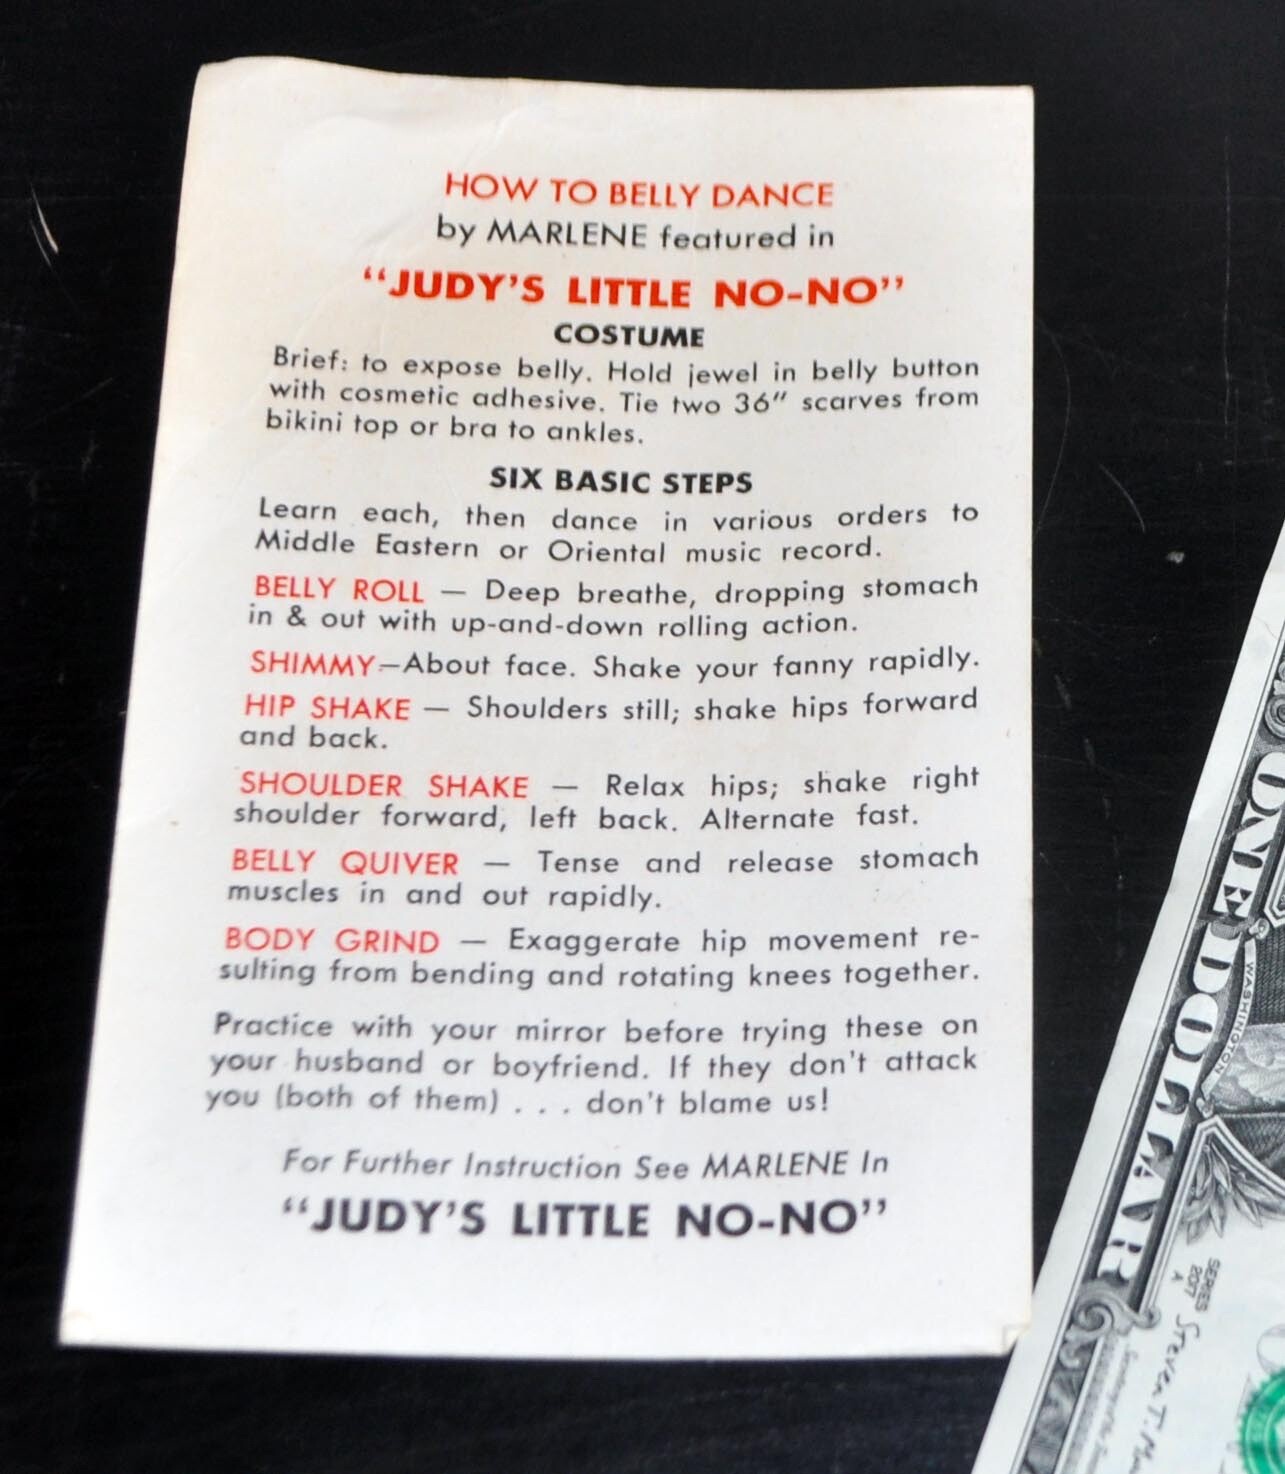 HOW TO BELLY DANCE
by MARLENE featured in
“JUDY’S LITTLE NO-NO”
COSTUME
Brief: to expose belly. Hold jewel in belly button
with cosmetic adhesive. Tie two 36″ scarves from
bikini top or bra to ankles.
SIX BASIC STEPS
Learn each, then dance in various orders to
Middle Eastern or Oriental music record.
BELLY ROLL — Deep breathe, dropping stomach
in & out with up-and-down rolling action.
SHIMMY—About face. Shake your fanny rapidly.
HIP SHAKE — Shoulders still; shake hips forward
and back.
SHOULDER SHAKE — Relax hips; shake right
shoulder forward, left back. Alternate fast.
BELLY QUIVER — Tense and release stomach
muscles in and out rapidly.
BODY GRIND — Exaggerate hip movement re-
sulting from bending and rotating knees together.
Practice with your mirror before trying these on
your husband or boyfriend. If they don't attack
you (both of them) . . . don't blame us!
For Further Instruction See MARLENE In
“JUDY’S LITTLE NO-NO”
ONE DOLLAR
WASHINGTON
SERIES
2017
A
Steven T.